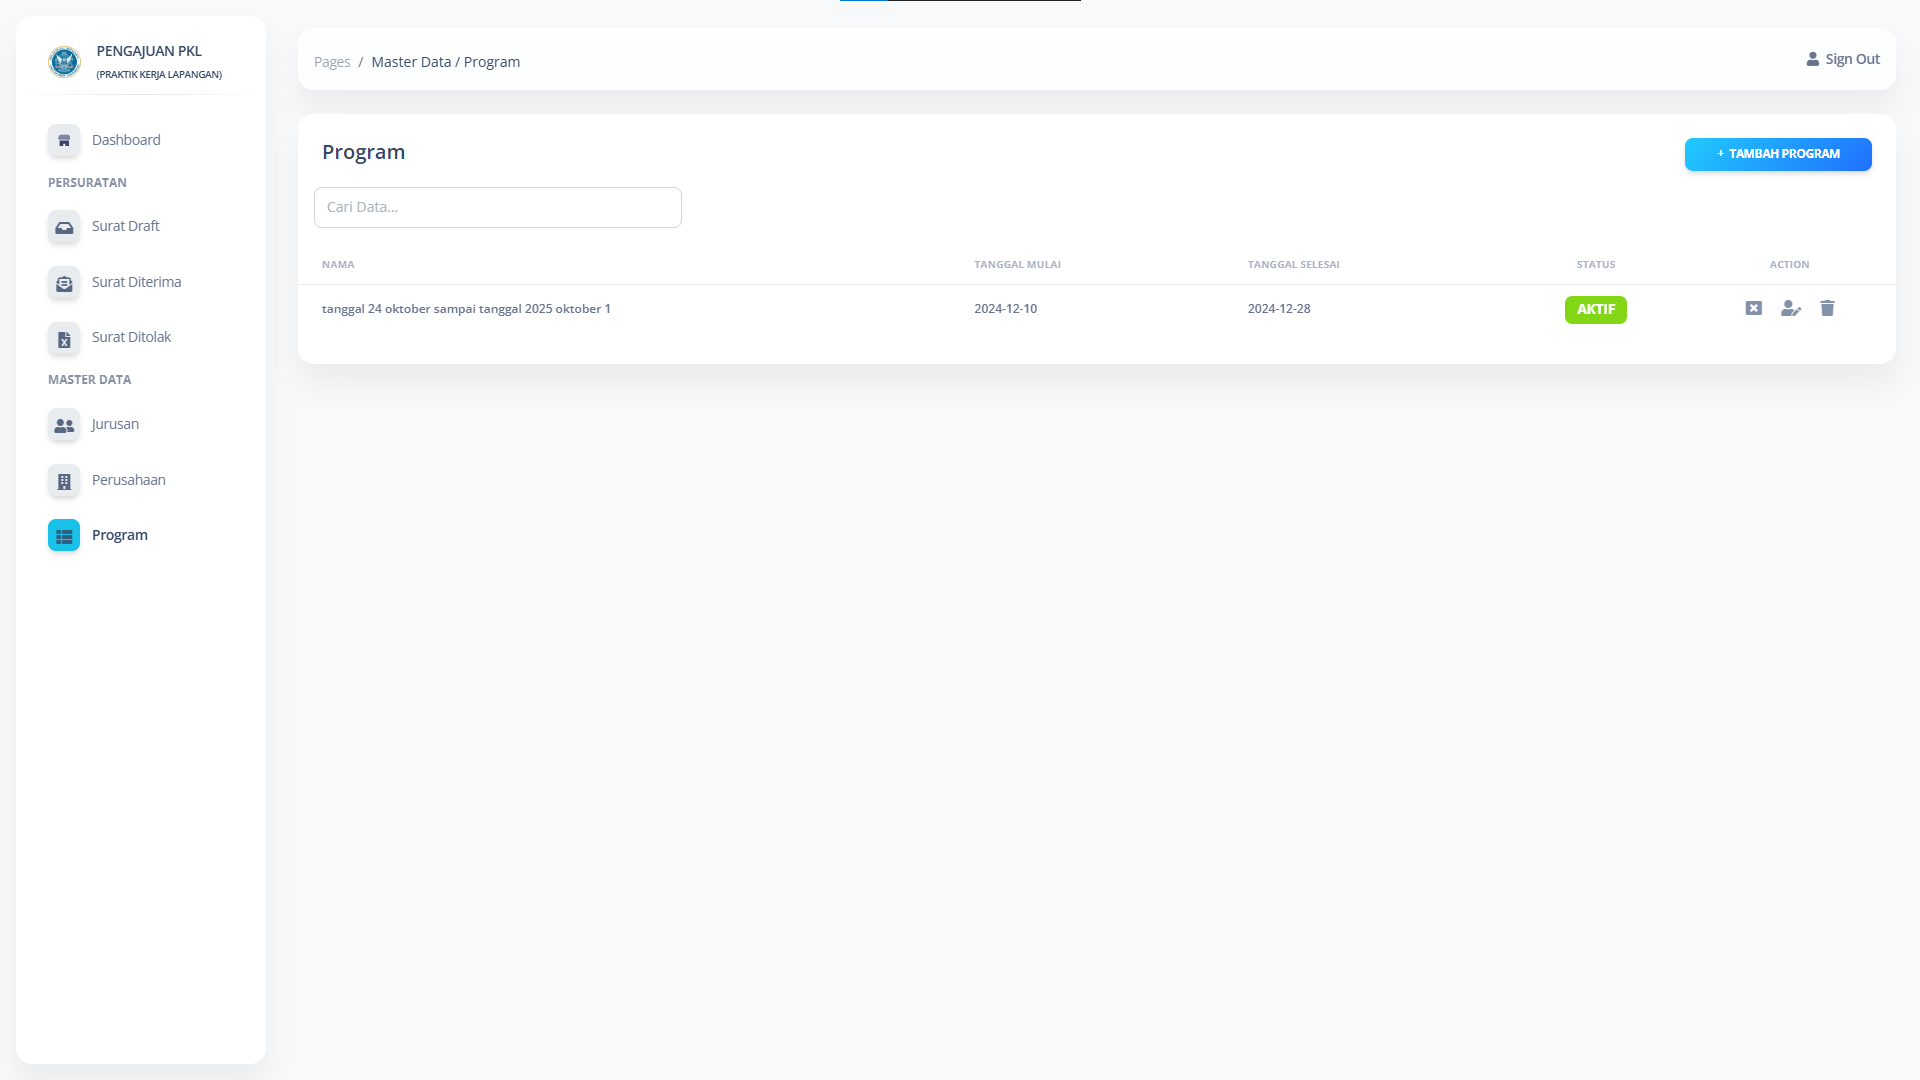 PENGAJUAN PKL
(PRAKTIK KERJA LAPANGAN)
Dashboard
PERSURATAN
Surat Draft
Surat Diterima
Surat Ditolak
MASTER DATA
Jurusan
Perusahaan
Program
Pages / Master Data / Program
Sign Out
Program
+ TAMBAH PROGRAM
Cari Data...
NAMA TANGGAL MULAI TANGGAL SELESAI STATUS ACTION
tanggal 24 oktober sampai tanggal 2025 oktober 1 2024-12-10 2024-12-28 AKTIF